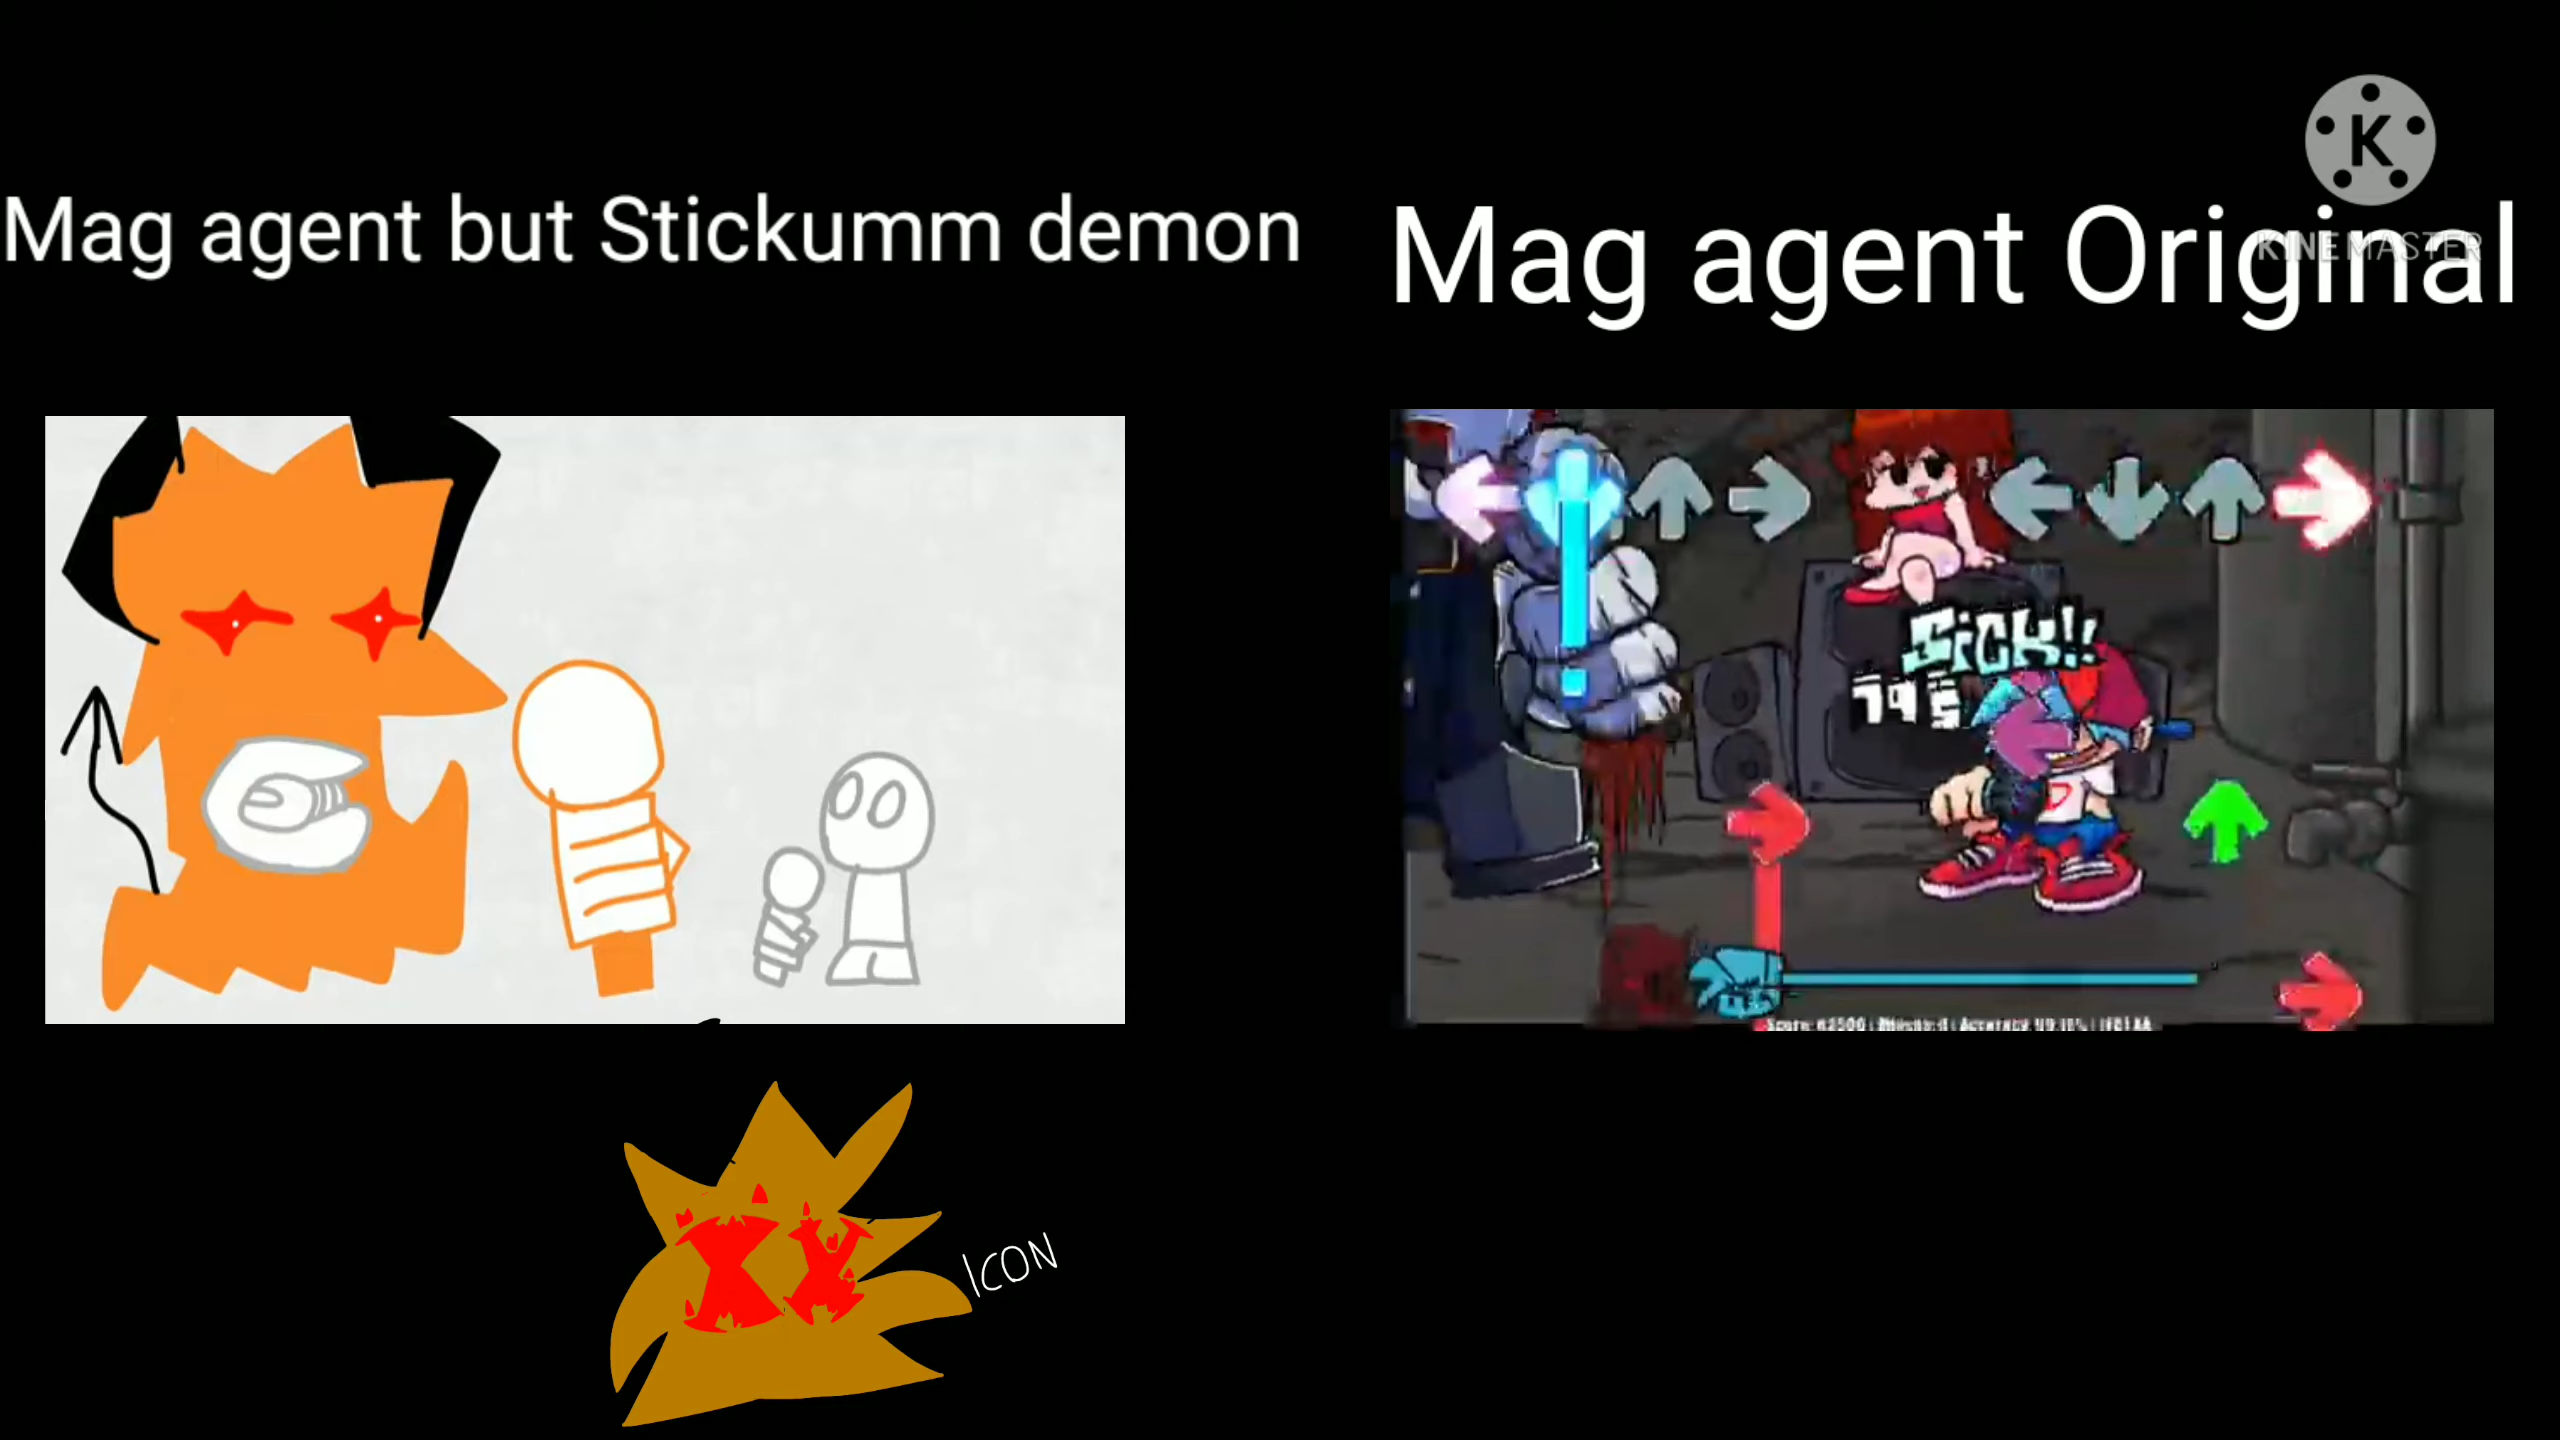 K
KINEMASTER
Mag agent but Stickumm demon
Mag agent Original
SiCK!!
ICON